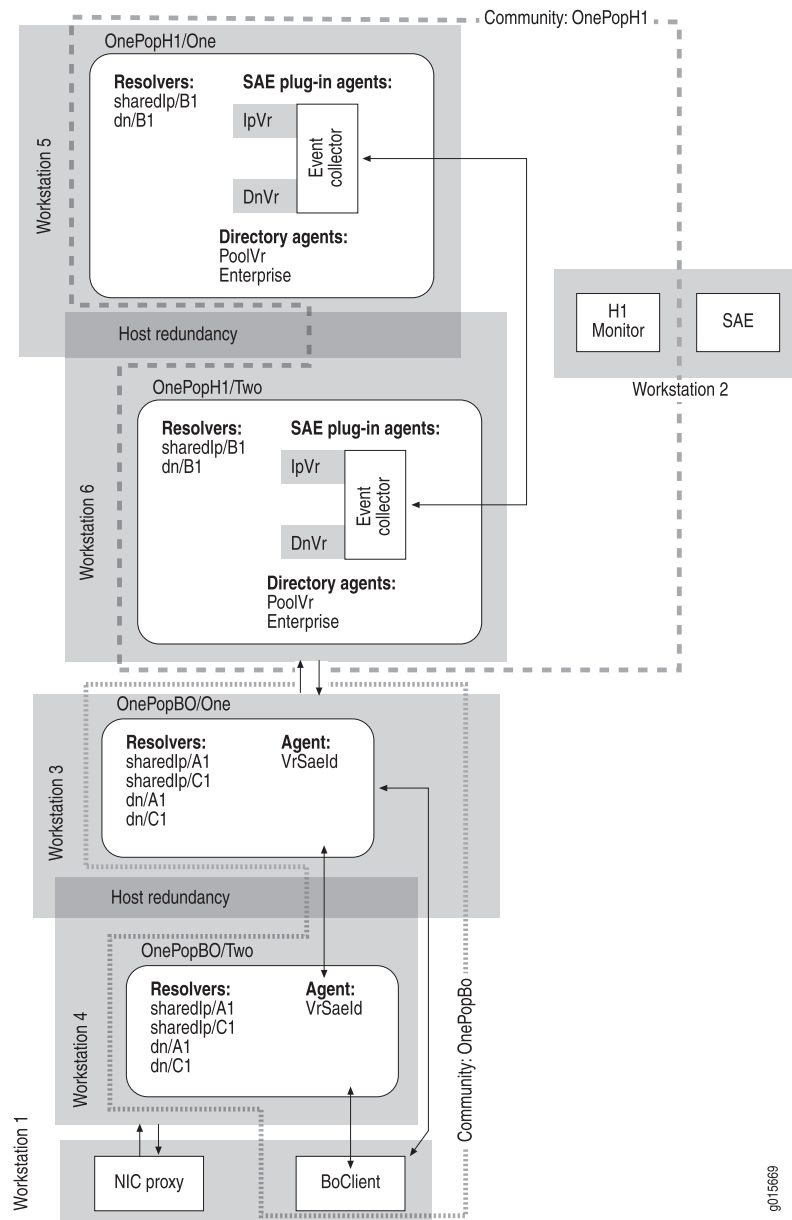 Community: OnePopH1
OnePopH1/One
Resolvers:
sharedIp/B1
dn/B1
SAE plug-in agents:
IpVr
DnVr
Event
collector
Directory agents:
PoolVr
Enterprise
Workstation 5
Host redundancy
H1
Monitor
SAE
Workstation 2
OnePopH1/Two
Resolvers:
sharedIp/B1
dn/B1
SAE plug-in agents:
IpVr
DnVr
Event
collector
Directory agents:
PoolVr
Enterprise
Workstation 6
OnePopBO/One
Resolvers:
sharedIp/A1
sharedIp/C1
dn/A1
dn/C1
Agent:
VrSaeId
Workstation 3
Host redundancy
OnePopBO/Two
Resolvers:
sharedIp/A1
sharedIp/C1
dn/A1
dn/C1
Agent:
VrSaeId
Workstation 4
Community: OnePopBo
Workstation 1
NIC proxy
BoClient
g015669